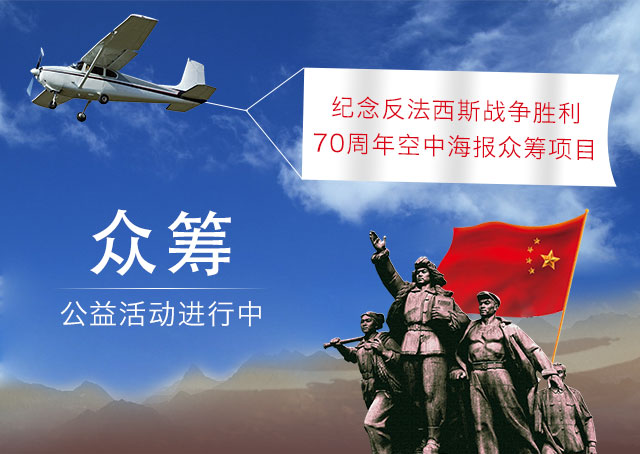 纪念反法西斯战争胜利
70周年空中海报众筹项目
众筹
公益活动进行中